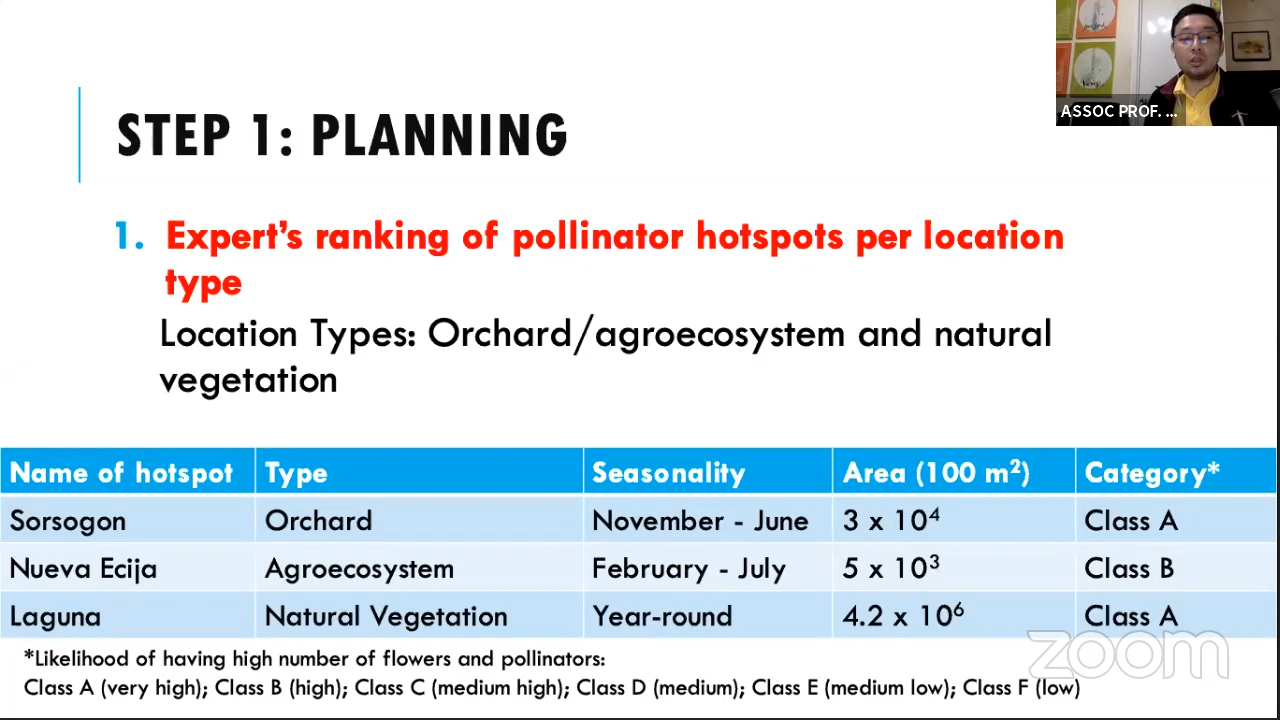 ASSOC PROF. ...
STEP 1: PLANNING
1. Expert's ranking of pollinator hotspots per location
type
Location Types: Orchard/agroecosystem and natural
vegetation
Name of hotspot Type Seasonality Area (100 m²) Category*
Sorsogon Orchard November - June 3 x 10⁴ Class A
Nueva Ecija Agroecosystem February - July 5 x 10³ Class B
Laguna Natural Vegetation Year-round 4.2 x 10⁶ Class A
zoom
*Likelihood of having high number of flowers and pollinators:
Class A (very high); Class B (high); Class C (medium high); Class D (medium); Class E (medium low); Class F (low)